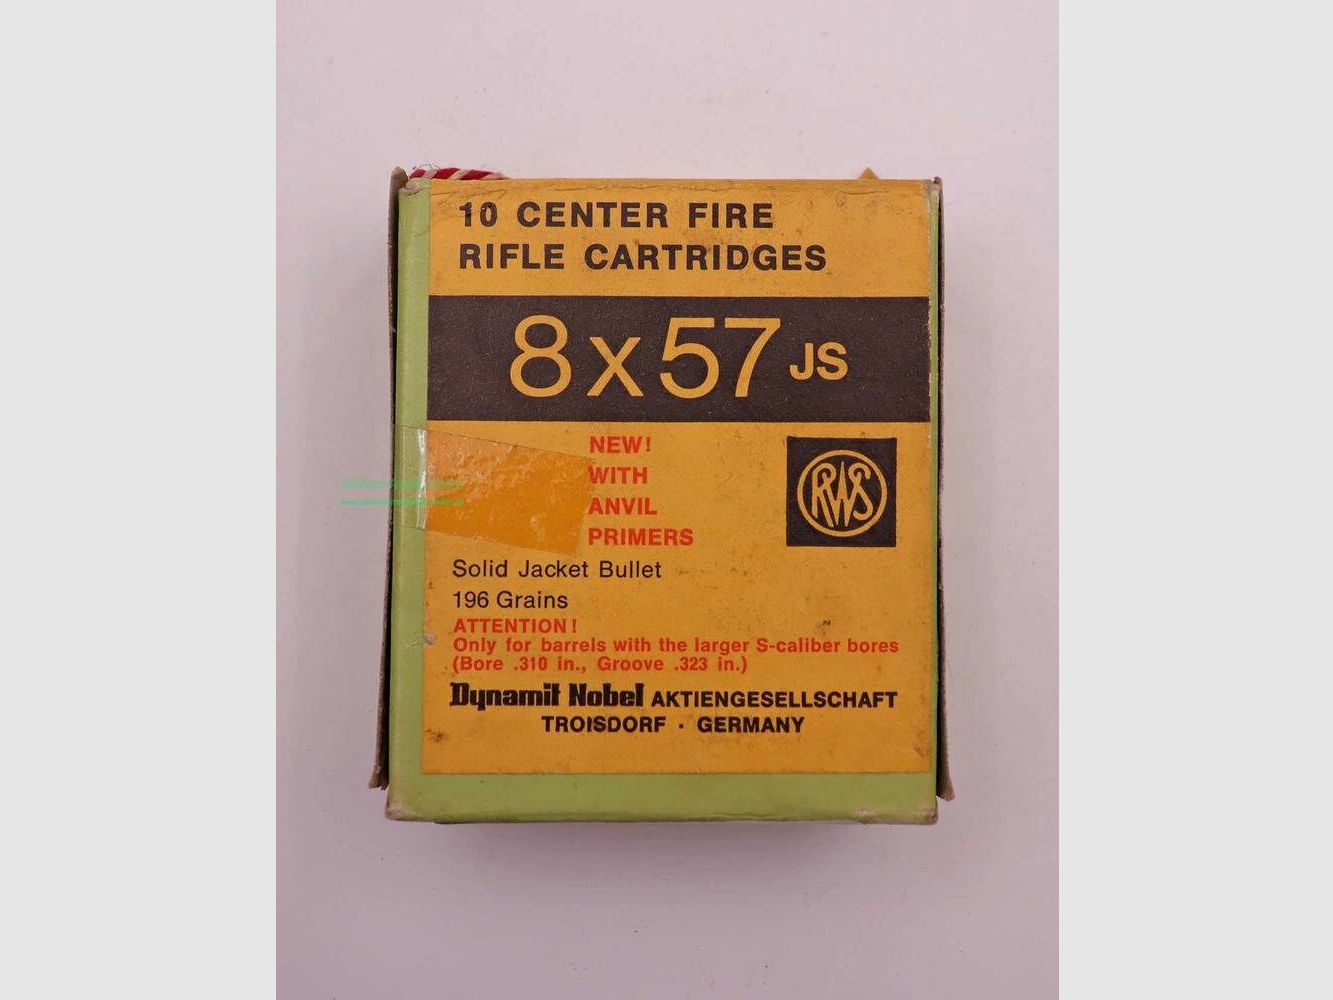 10 CENTER FIRE
RIFLE CARTRIDGES
8x57 JS
NEW!
WITH
ANVIL
PRIMERS
RWS
Solid Jacket Bullet
196 Grains
ATTENTION!
Only for barrels with the larger S-caliber bores
(Bore .310 in., Groove .323 in.)
Dynamit Nobel AKTIENGESELLSCHAFT
TROISDORF · GERMANY